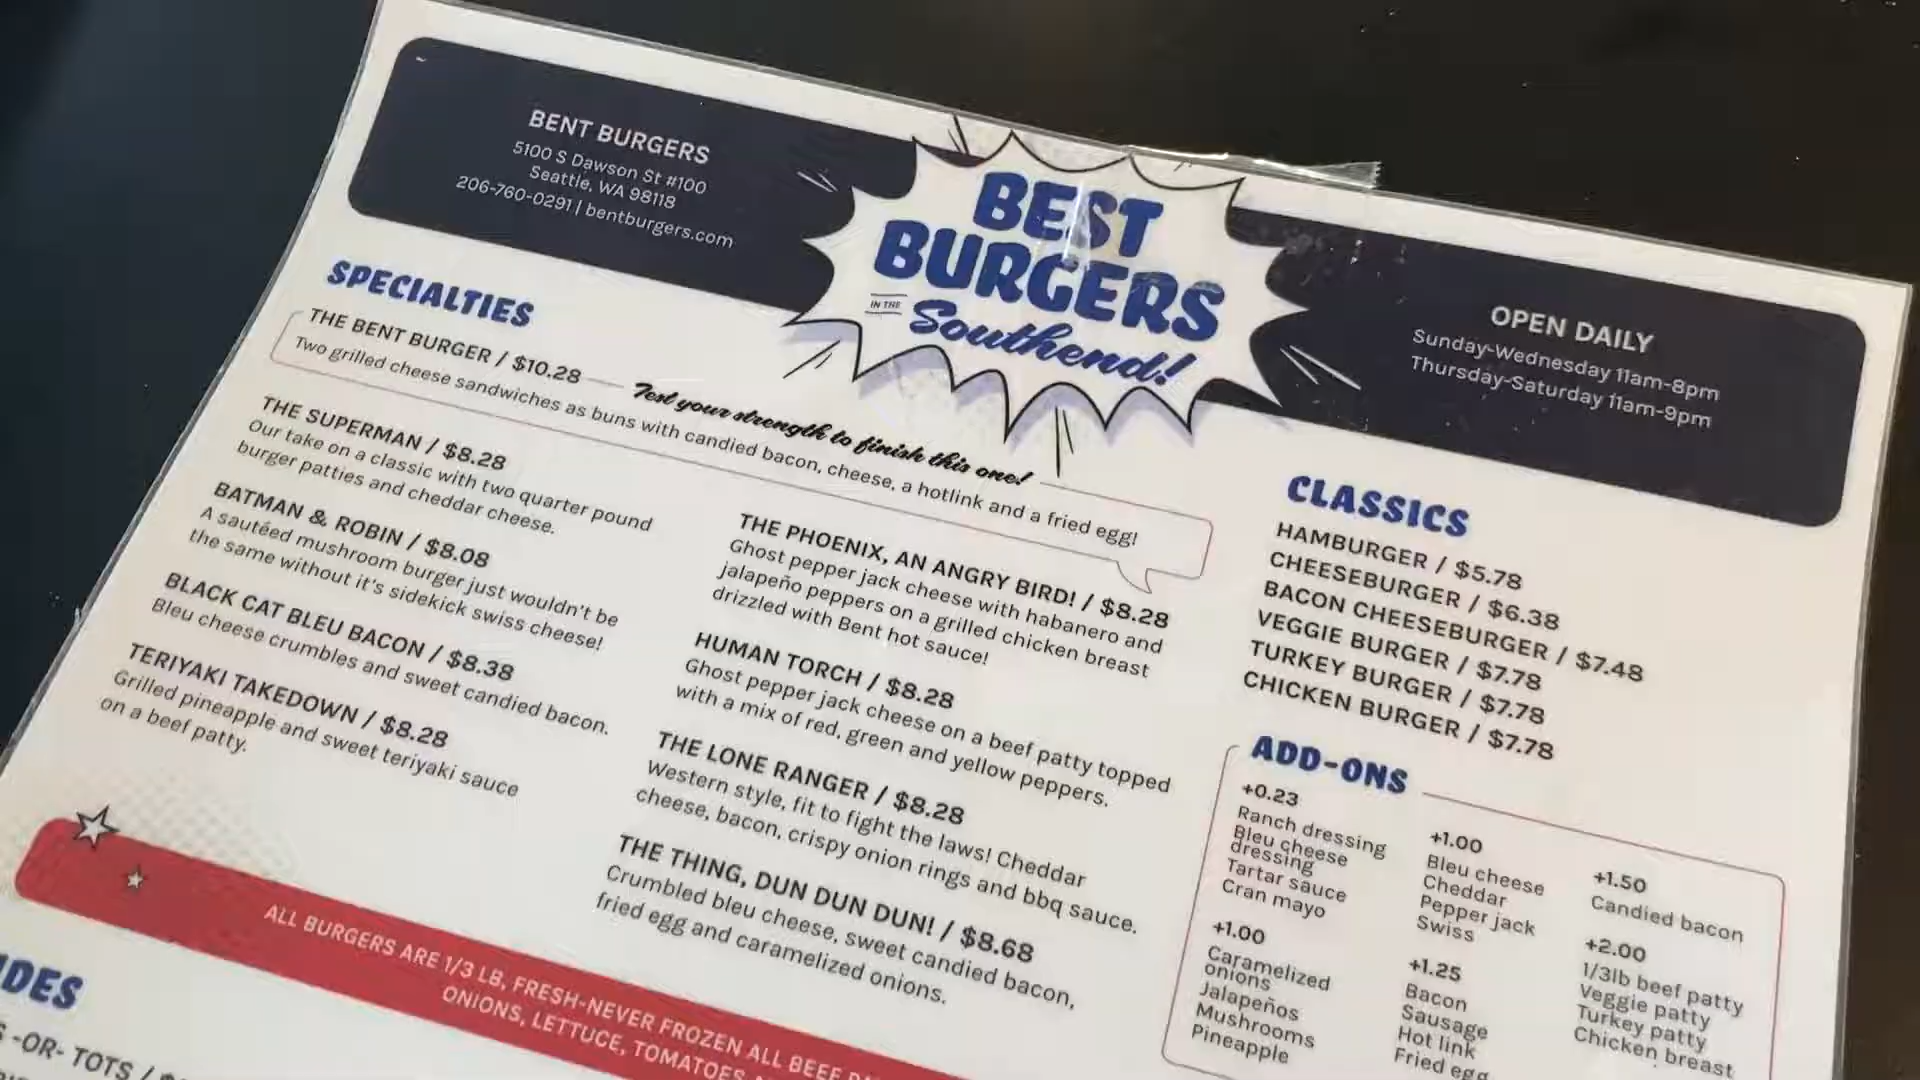 BENT BURGERS
5100 S Dawson St #100
Seattle, WA 98118
206-760-0291 | bentburgers.com
BEST
BURGERS
IN THE
Southend!
OPEN DAILY
Sunday-Wednesday 11am-8pm
Thursday-Saturday 11am-9pm
SPECIALTIES
THE BENT BURGER / $10.28
Test your strength to finish this one!
Two grilled cheese sandwiches as buns with candied bacon, cheese, a hotlink and a fried egg!
THE SUPERMAN / $8.28
Our take on a classic with two quarter pound
burger patties and cheddar cheese.
BATMAN & ROBIN / $8.08
A sautéed mushroom burger just wouldn't be
the same without it's sidekick swiss cheese!
BLACK CAT BLEU BACON / $8.38
Bleu cheese crumbles and sweet candied bacon.
TERIYAKI TAKEDOWN / $8.28
Grilled pineapple and sweet teriyaki sauce
on a beef patty.
THE PHOENIX, AN ANGRY BIRD! / $8.28
Ghost pepper jack cheese with habanero and
jalapeño peppers on a grilled chicken breast
drizzled with Bent hot sauce!
HUMAN TORCH / $8.28
Ghost pepper jack cheese on a beef patty topped
with a mix of red, green and yellow peppers.
THE LONE RANGER / $8.28
Western style, fit to fight the laws! Cheddar
cheese, bacon, crispy onion rings and bbq sauce.
THE THING, DUN DUN DUN! / $8.68
Crumbled bleu cheese, sweet candied bacon,
fried egg and caramelized onions.
CLASSICS
HAMBURGER / $5.78
CHEESEBURGER / $6.38
BACON CHEESEBURGER / $7.48
VEGGIE BURGER / $7.78
TURKEY BURGER / $7.78
CHICKEN BURGER / $7.78
ADD-ONS
+0.23
Ranch dressing
Bleu cheese
dressing
Tartar sauce
Cran mayo
+1.00
Caramelized
onions
Jalapeños
Mushrooms
Pineapple
+1.00
Bleu cheese
Cheddar
Pepper jack
Swiss
+1.25
Bacon
Sausage
Hot link
Fried egg
+1.50
Candied bacon
+2.00
1/3lb beef patty
Veggie patty
Turkey patty
Chicken breast
ALL BURGERS ARE 1/3 LB, FRESH-NEVER FROZEN ALL BEEF
ONIONS, LETTUCE, TOMATOES
-OR- TOTS /